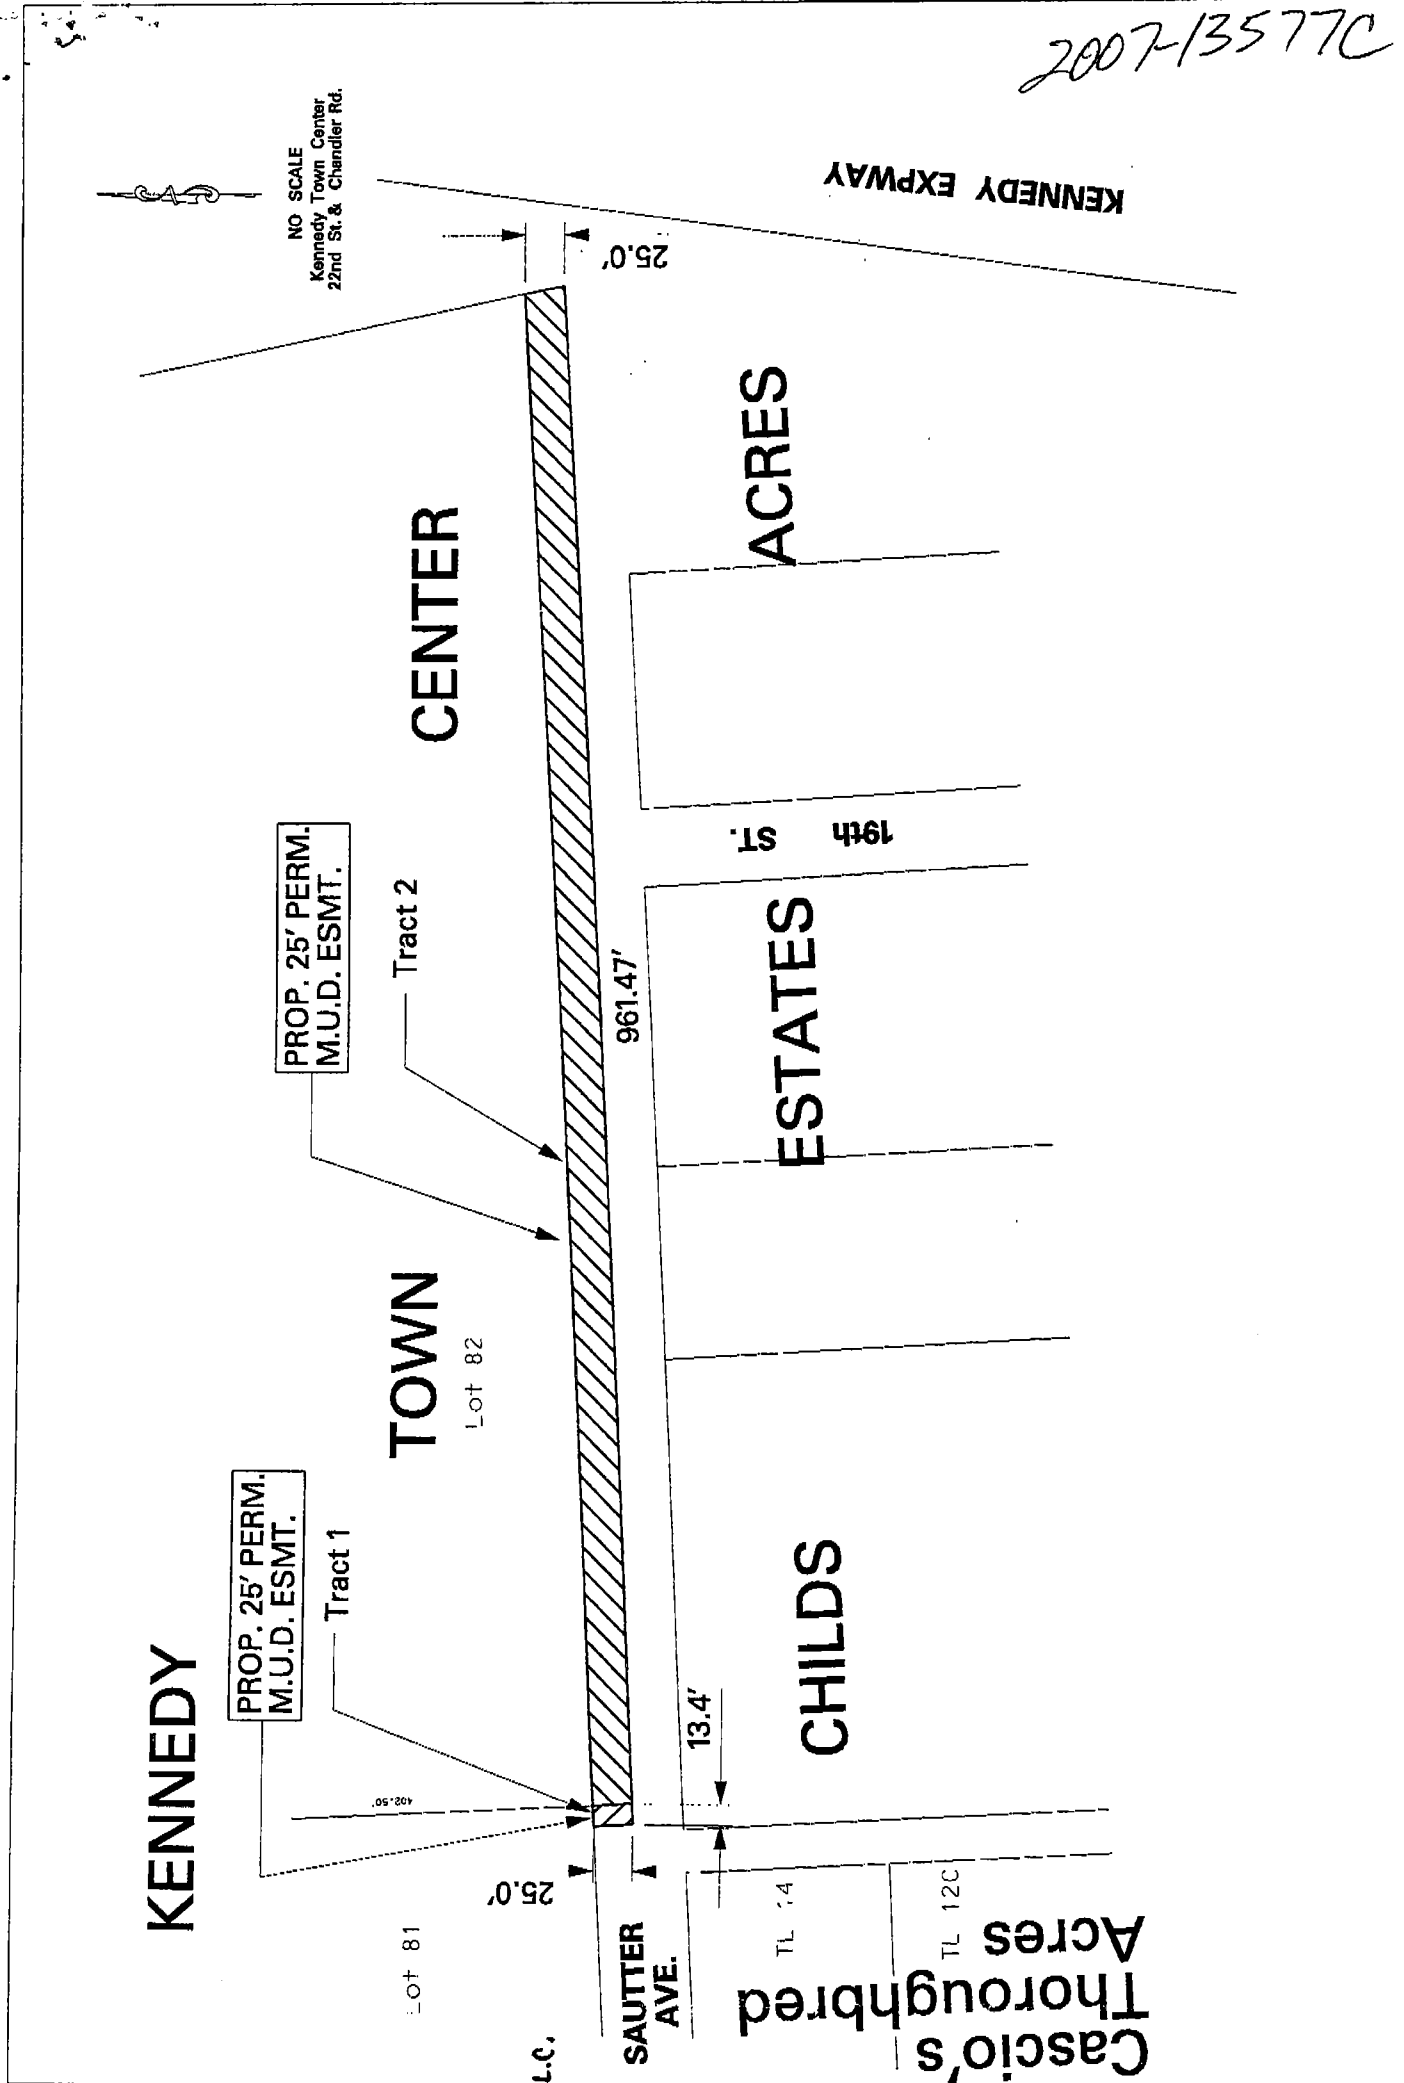 2007-13577C
NO SCALE
Kennedy Town Center
22nd St. & Chandler Rd.
KENNEDY EXPWAY
25.0'
KENNEDY
TOWN
CENTER
PROP. 25' PERM.
M.U.D. ESMT.
Tract 1
PROP. 25' PERM.
M.U.D. ESMT.
Tract 2
Lot 82
402.50'
961.47'
Lot 81
25.0'
13.4'
L.C.
SAUTTER
AVE.
19th ST.
CHILDS
ESTATES
ACRES
TL 14
TL 12C
Cascio's
Thoroughbred
Acres